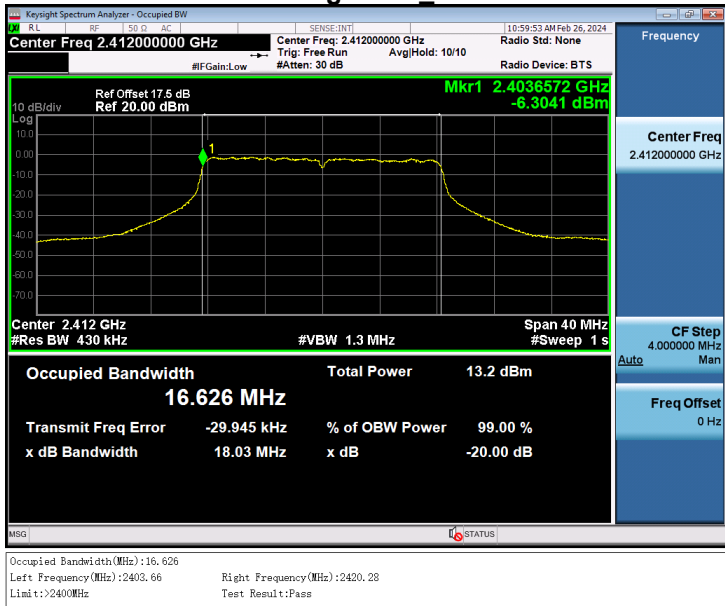 Keysight Spectrum Analyzer - Occupied BW
RL RF 50 Ω AC SENSE:INT 10:59:53 AM Feb 26, 2024
Center Freq 2.412000000 GHz
Center Freq: 2.412000000 GHz Radio Std: None
Trig: Free Run Avg|Hold: 10/10
#IFGain:Low #Atten: 30 dB Radio Device: BTS
Frequency
Ref Offset 17.5 dB
10 dB/div Ref 20.00 dBm
Mkr1 2.4036572 GHz
-6.3041 dBm
Log
10.0
0.00
-10.0
-20.0
-30.0
-40.0
-50.0
-60.0
-70.0
1
Center Freq
2.412000000 GHz
Center 2.412 GHz Span 40 MHz
#Res BW 430 kHz #VBW 1.3 MHz #Sweep 1 s
CF Step
4.000000 MHz
Auto Man
Occupied Bandwidth Total Power 13.2 dBm
16.626 MHz
Transmit Freq Error -29.945 kHz % of OBW Power 99.00 %
x dB Bandwidth 18.03 MHz x dB -20.00 dB
Freq Offset
0 Hz
MSG STATUS
Occupied Bandwidth(MHz):16.626
Left Frequency(MHz):2403.66 Right Frequency(MHz):2420.28
Limit:>2400MHz Test Result:Pass